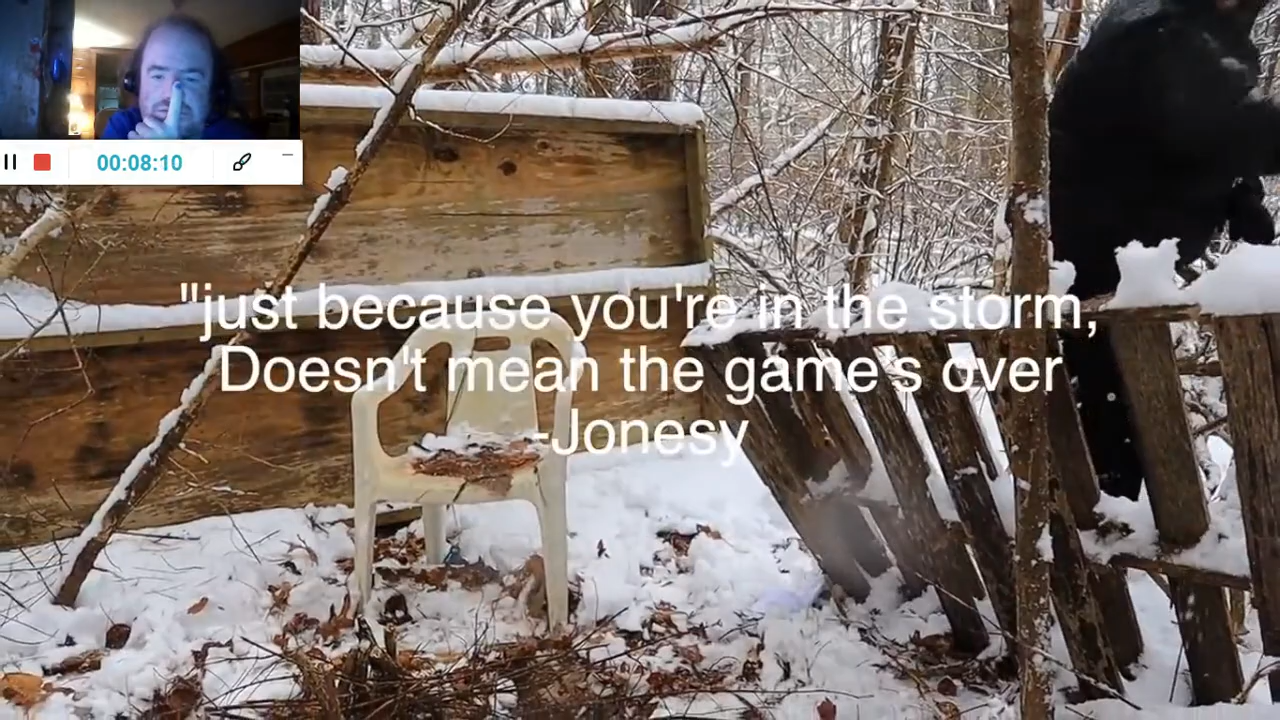 00:08:10
"just because you're in the storm,
Doesn't mean the game's over
-Jonesy